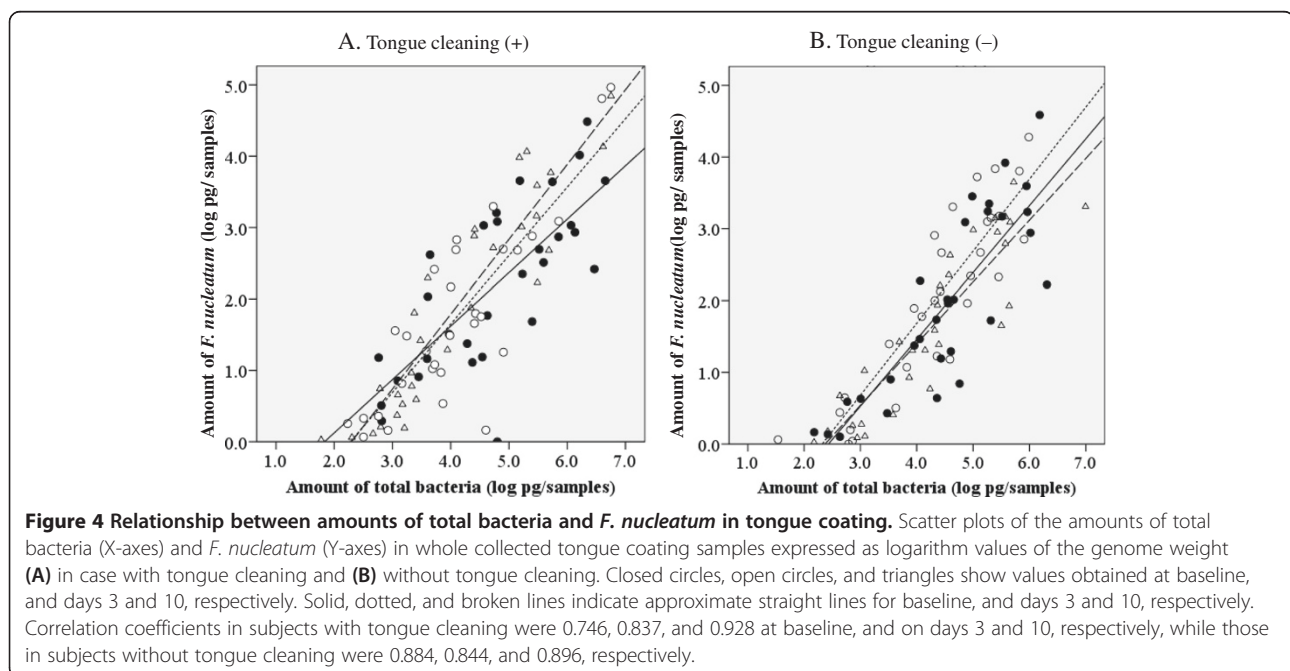 A. Tongue cleaning (+)
B. Tongue cleaning (–)
Amount of F. nucleatum (log pg/ samples)
5.0
4.0
3.0
2.0
1.0
0.0
1.0 2.0 3.0 4.0 5.0 6.0 7.0
Amount of total bacteria (log pg/samples)
Amount of F. nucleatum(log pg/ samples)
5.0
4.0
3.0
2.0
1.0
0.0
1.0 2.0 3.0 4.0 5.0 6.0 7.0
Amount of total bacteria (log pg/samples)
Figure 4 Relationship between amounts of total bacteria and F. nucleatum in tongue coating. Scatter plots of the amounts of total
bacteria (X-axes) and F. nucleatum (Y-axes) in whole collected tongue coating samples expressed as logarithm values of the genome weight
(A) in case with tongue cleaning and (B) without tongue cleaning. Closed circles, open circles, and triangles show values obtained at baseline,
and days 3 and 10, respectively. Solid, dotted, and broken lines indicate approximate straight lines for baseline, and days 3 and 10, respectively.
Correlation coefficients in subjects with tongue cleaning were 0.746, 0.837, and 0.928 at baseline, and on days 3 and 10, respectively, while those
in subjects without tongue cleaning were 0.884, 0.844, and 0.896, respectively.